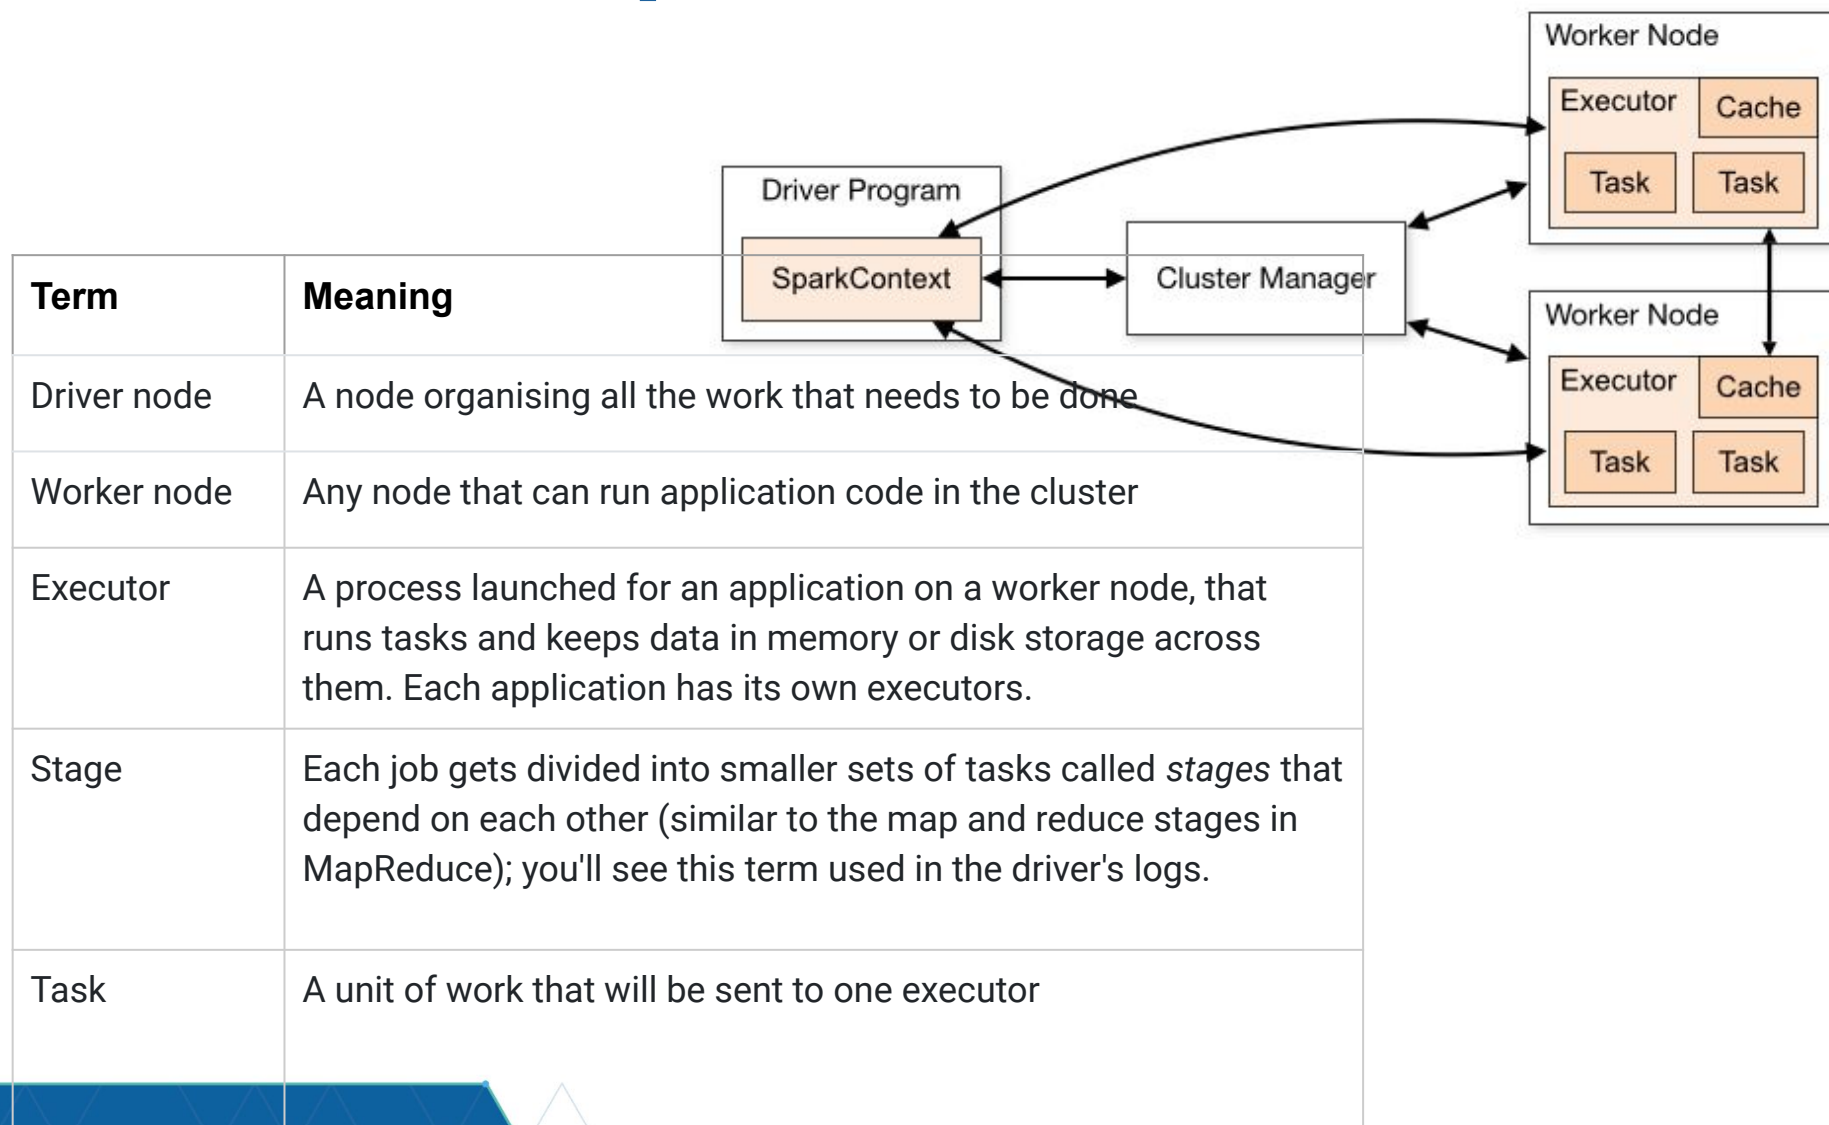 Worker Node
Executor
Cache
Task
Task
Driver Program
SparkContext
Cluster Manager
Worker Node
Executor
Cache
Task
Task
Term
Meaning
Driver node
A node organising all the work that needs to be done
Worker node
Any node that can run application code in the cluster
Executor
A process launched for an application on a worker node, that
runs tasks and keeps data in memory or disk storage across
them. Each application has its own executors.
Stage
Each job gets divided into smaller sets of tasks called stages that
depend on each other (similar to the map and reduce stages in
MapReduce); you'll see this term used in the driver's logs.
Task
A unit of work that will be sent to one executor